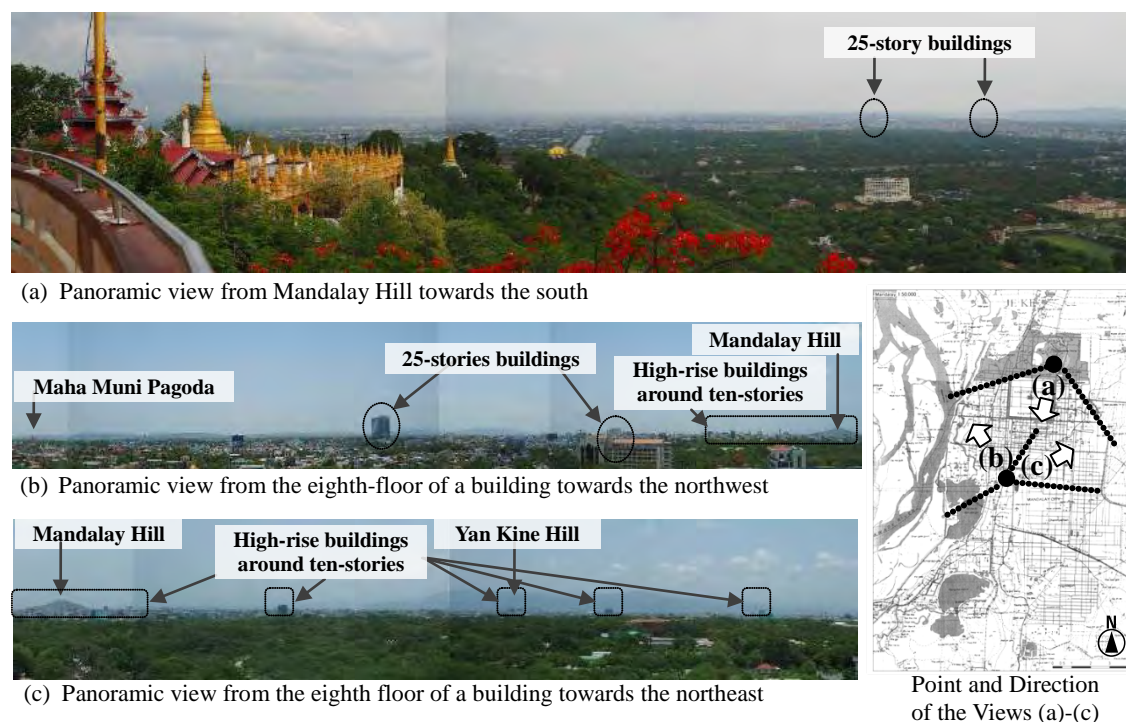 25-story buildings
(a) Panoramic view from Mandalay Hill towards the south
Mandalay Hill
25-stories buildings
High-rise buildings
around ten-stories
Maha Muni Pagoda
(b) Panoramic view from the eighth-floor of a building towards the northwest
Mandalay Hill
High-rise buildings
around ten-stories
Yan Kine Hill
(c) Panoramic view from the eighth floor of a building towards the northeast
(a)
(b)
(c)
N
Point and Direction
of the Views (a)-(c)